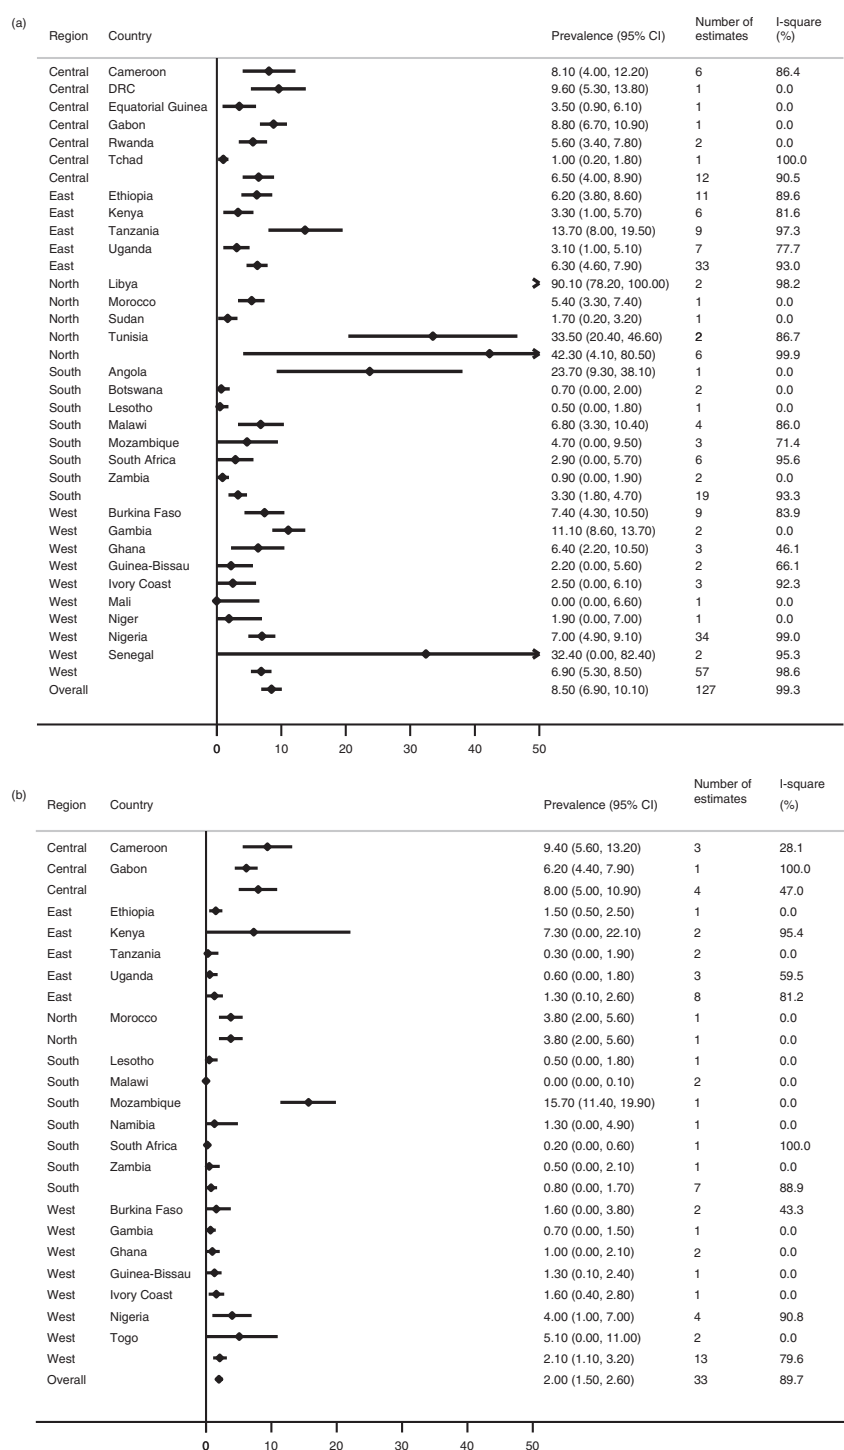 (a)
Region Country Prevalence (95% CI) Number of estimates I-square (%)
Central Cameroon 8.10 (4.00, 12.20) 6 86.4
Central DRC 9.60 (5.30, 13.80) 1 0.0
Central Equatorial Guinea 3.50 (0.90, 6.10) 1 0.0
Central Gabon 8.80 (6.70, 10.90) 1 0.0
Central Rwanda 5.60 (3.40, 7.80) 2 0.0
Central Tchad 1.00 (0.20, 1.80) 1 100.0
Central 6.50 (4.00, 8.90) 12 90.5
East Ethiopia 6.20 (3.80, 8.60) 11 89.6
East Kenya 3.30 (1.00, 5.70) 6 81.6
East Tanzania 13.70 (8.00, 19.50) 9 97.3
East Uganda 3.10 (1.00, 5.10) 7 77.7
East 6.30 (4.60, 7.90) 33 93.0
North Libya 90.10 (78.20, 100.00) 2 98.2
North Morocco 5.40 (3.30, 7.40) 1 0.0
North Sudan 1.70 (0.20, 3.20) 1 0.0
North Tunisia 33.50 (20.40, 46.60) 2 86.7
North 42.30 (4.10, 80.50) 6 99.9
South Angola 23.70 (9.30, 38.10) 1 0.0
South Botswana 0.70 (0.00, 2.00) 2 0.0
South Lesotho 0.50 (0.00, 1.80) 1 0.0
South Malawi 6.80 (3.30, 10.40) 4 86.0
South Mozambique 4.70 (0.00, 9.50) 3 71.4
South South Africa 2.90 (0.00, 5.70) 6 95.6
South Zambia 0.90 (0.00, 1.90) 2 0.0
South 3.30 (1.80, 4.70) 19 93.3
West Burkina Faso 7.40 (4.30, 10.50) 9 83.9
West Gambia 11.10 (8.60, 13.70) 2 0.0
West Ghana 6.40 (2.20, 10.50) 3 46.1
West Guinea-Bissau 2.20 (0.00, 5.60) 2 66.1
West Ivory Coast 2.50 (0.00, 6.10) 3 92.3
West Mali 0.00 (0.00, 6.60) 1 0.0
West Niger 1.90 (0.00, 7.00) 1 0.0
West Nigeria 7.00 (4.90, 9.10) 34 99.0
West Senegal 32.40 (0.00, 82.40) 2 95.3
West 6.90 (5.30, 8.50) 57 98.6
Overall 8.50 (6.90, 10.10) 127 99.3
0 10 20 30 40 50
(b)
Region Country Prevalence (95% CI) Number of estimates I-square (%)
Central Cameroon 9.40 (5.60, 13.20) 3 28.1
Central Gabon 6.20 (4.40, 7.90) 1 100.0
Central 8.00 (5.00, 10.90) 4 47.0
East Ethiopia 1.50 (0.50, 2.50) 1 0.0
East Kenya 7.30 (0.00, 22.10) 2 95.4
East Tanzania 0.30 (0.00, 1.90) 2 0.0
East Uganda 0.60 (0.00, 1.80) 3 59.5
East 1.30 (0.10, 2.60) 8 81.2
North Morocco 3.80 (2.00, 5.60) 1 0.0
North 3.80 (2.00, 5.60) 1 0.0
South Lesotho 0.50 (0.00, 1.80) 1 0.0
South Malawi 0.00 (0.00, 0.10) 2 0.0
South Mozambique 15.70 (11.40, 19.90) 1 0.0
South Namibia 1.30 (0.00, 4.90) 1 0.0
South South Africa 0.20 (0.00, 0.60) 1 100.0
South Zambia 0.50 (0.00, 2.10) 1 0.0
South 0.80 (0.00, 1.70) 7 88.9
West Burkina Faso 1.60 (0.00, 3.80) 2 43.3
West Gambia 0.70 (0.00, 1.50) 1 0.0
West Ghana 1.00 (0.00, 2.10) 2 0.0
West Guinea-Bissau 1.30 (0.10, 2.40) 1 0.0
West Ivory Coast 1.60 (0.40, 2.80) 1 0.0
West Nigeria 4.00 (1.00, 7.00) 4 90.8
West Togo 5.10 (0.00, 11.00) 2 0.0
West 2.10 (1.10, 3.20) 13 79.6
Overall 2.00 (1.50, 2.60) 33 89.7
0 10 20 30 40 50